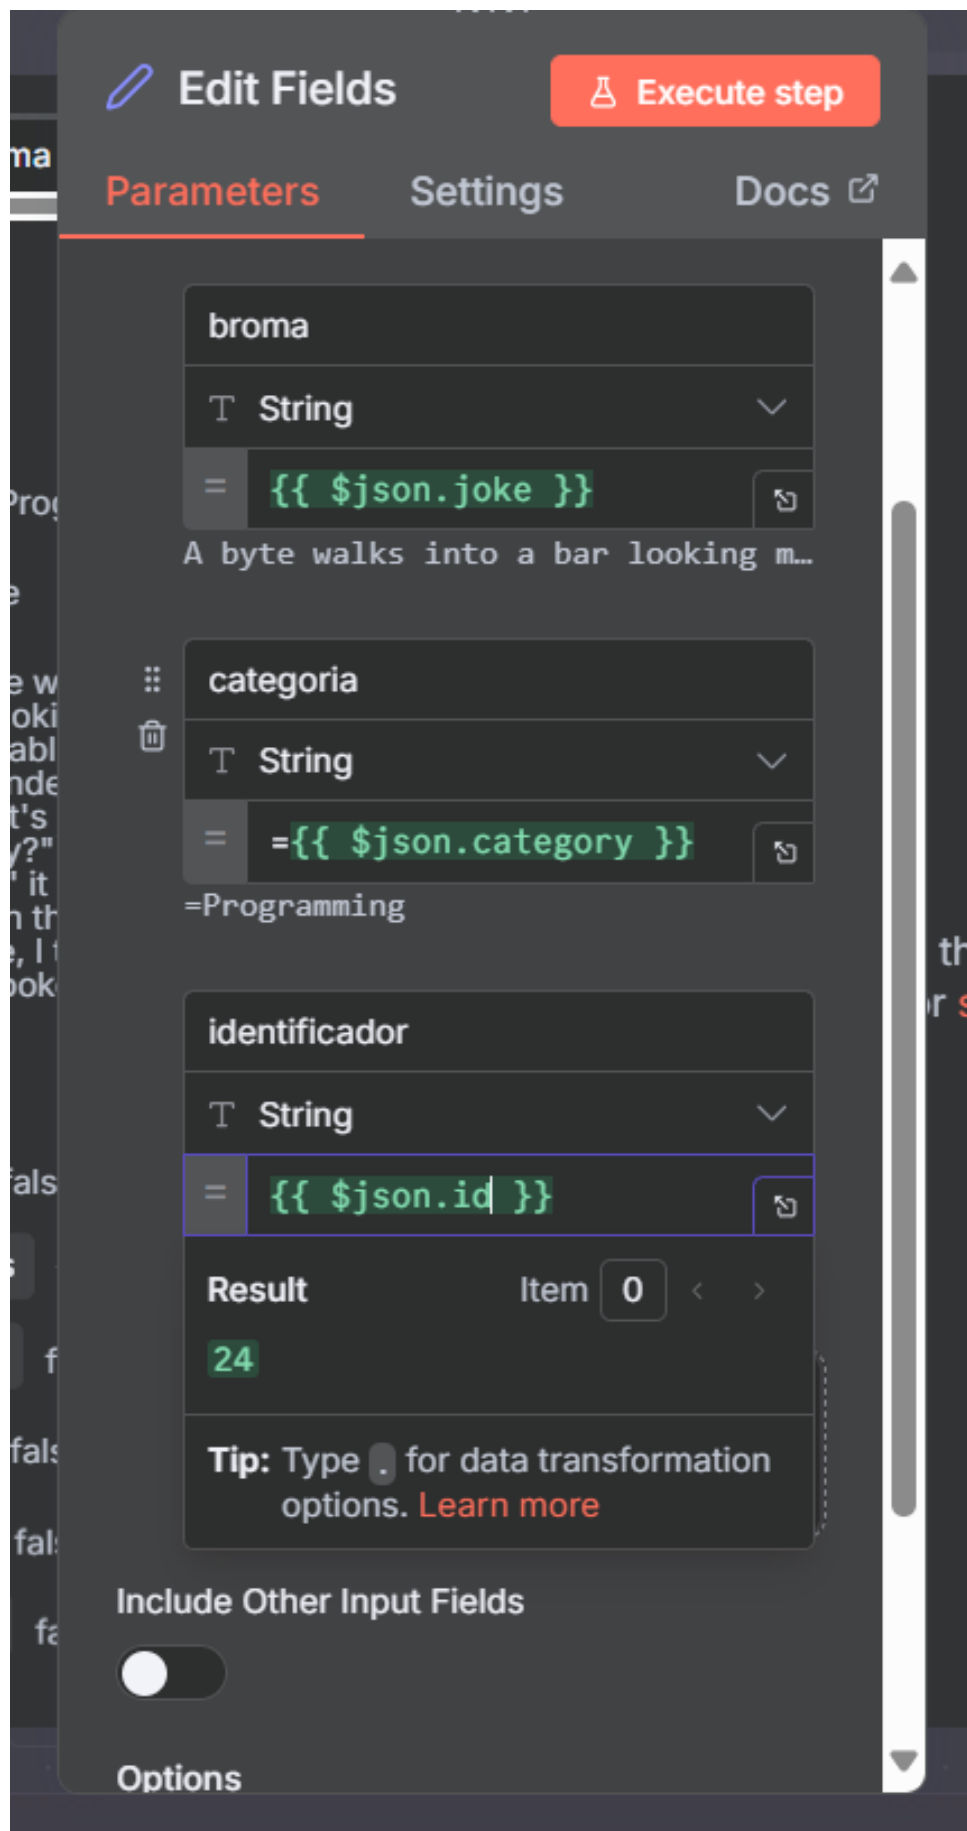 Edit Fields
Execute step
Parameters
Settings
Docs
broma
T String
= {{ $json.joke }}
A byte walks into a bar looking m…
categoria
T String
= ={{ $json.category }}
=Programming
identificador
T String
= {{ $json.id }}
Result
Item 0 < >
24
Tip: Type . for data transformation
options. Learn more
Include Other Input Fields
Options